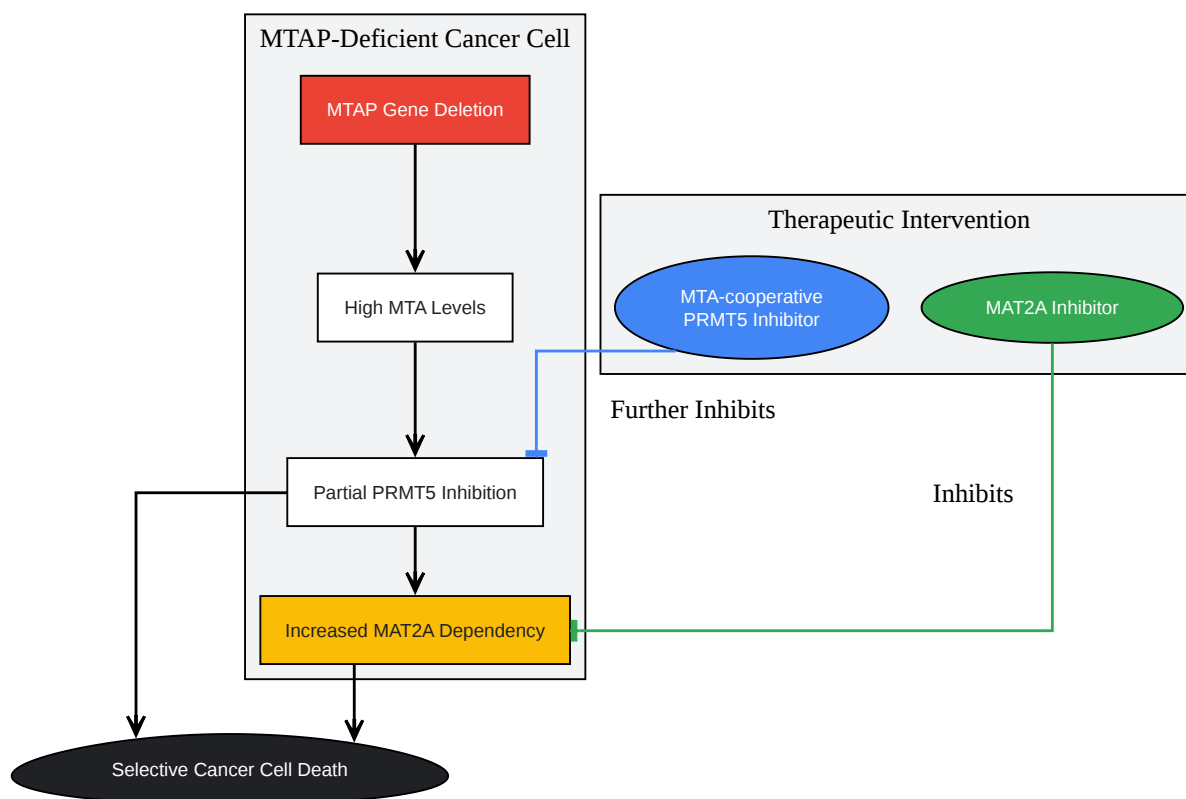 MTAP-Deficient Cancer Cell
MTAP Gene Deletion
High MTA Levels
Partial PRMT5 Inhibition
Increased MAT2A Dependency
Selective Cancer Cell Death
Therapeutic Intervention
MTA-cooperative
PRMT5 Inhibitor
MAT2A Inhibitor
Further Inhibits
Inhibits